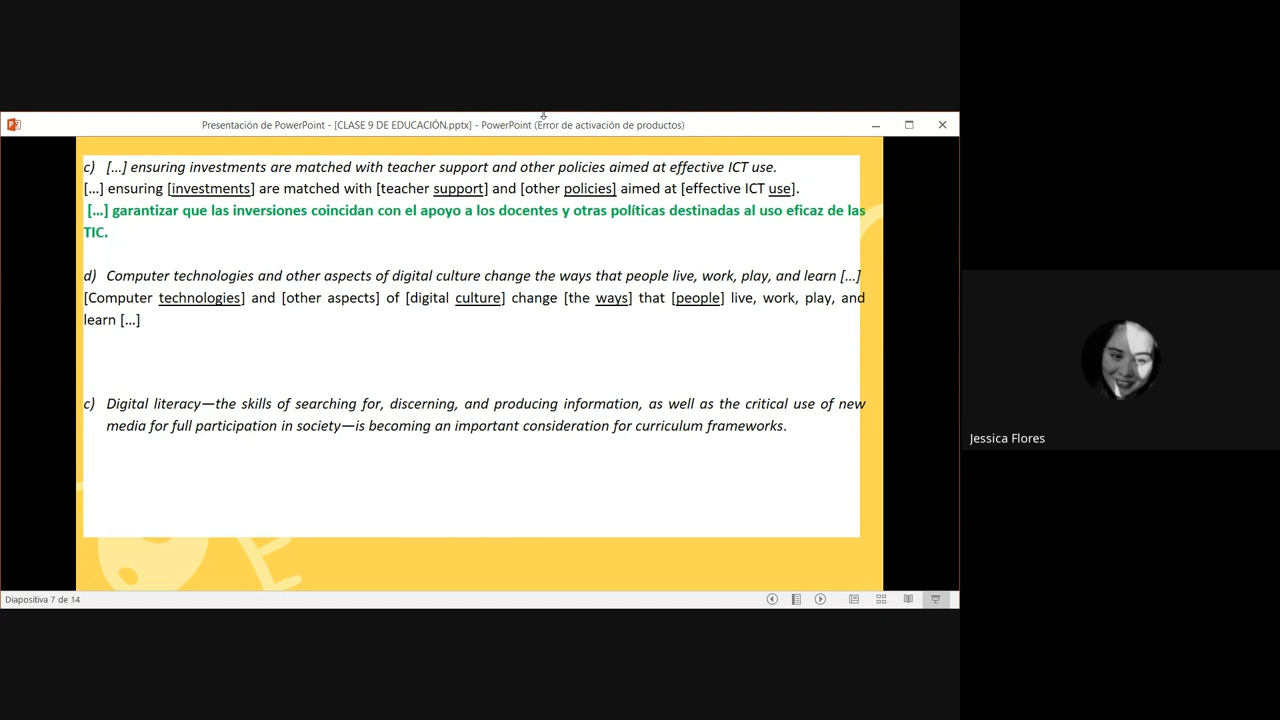 Presentación de PowerPoint - [CLASE 9 DE EDUCACIÓN.pptx] - PowerPoint (Error de activación de productos)
c) [...] ensuring investments are matched with teacher support and other policies aimed at effective ICT use.
[...] ensuring [investments] are matched with [teacher support] and [other policies] aimed at [effective ICT use].
[...] garantizar que las inversiones coincidan con el apoyo a los docentes y otras políticas destinadas al uso eficaz de las
TIC.
d) Computer technologies and other aspects of digital culture change the ways that people live, work, play, and learn [...]
[Computer technologies] and [other aspects] of [digital culture] change [the ways] that [people] live, work, play, and
learn [...]
c) Digital literacy—the skills of searching for, discerning, and producing information, as well as the critical use of new
media for full participation in society—is becoming an important consideration for curriculum frameworks.
Jessica Flores
Diapositiva 7 de 14